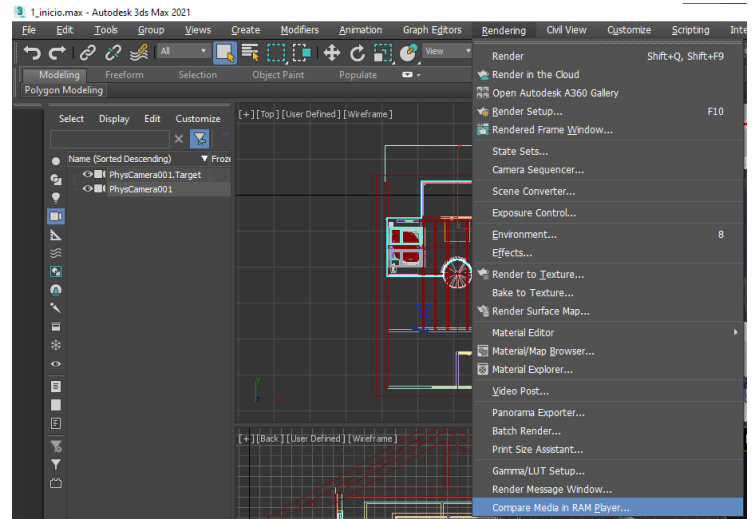 3 1_inicio.max - Autodesk 3ds Max 2021
File Edit Tools Group Views Create Modifiers Animation Graph Editors Rendering Civil View Customize Scripting Inte
All View
Modeling Freeform Selection Object Paint Populate
Polygon Modeling
Select Display Edit Customize
Name (Sorted Descending) Froze
PhysCamera001.Target
PhysCamera001
[+] [Top] [User Defined] [Wireframe]
y
[+] [Back] [User Defined] [Wireframe]
Render Shift+Q, Shift+F9
Render in the Cloud
Open Autodesk A360 Gallery
Render Setup... F10
Rendered Frame Window...
State Sets...
Camera Sequencer...
Scene Converter...
Exposure Control...
Environment... 8
Effects...
Render to Texture...
Bake to Texture...
Render Surface Map...
Material Editor
Material/Map Browser...
Material Explorer...
Video Post...
Panorama Exporter...
Batch Render...
Print Size Assistant...
Gamma/LUT Setup...
Render Message Window...
Compare Media in RAM Player...